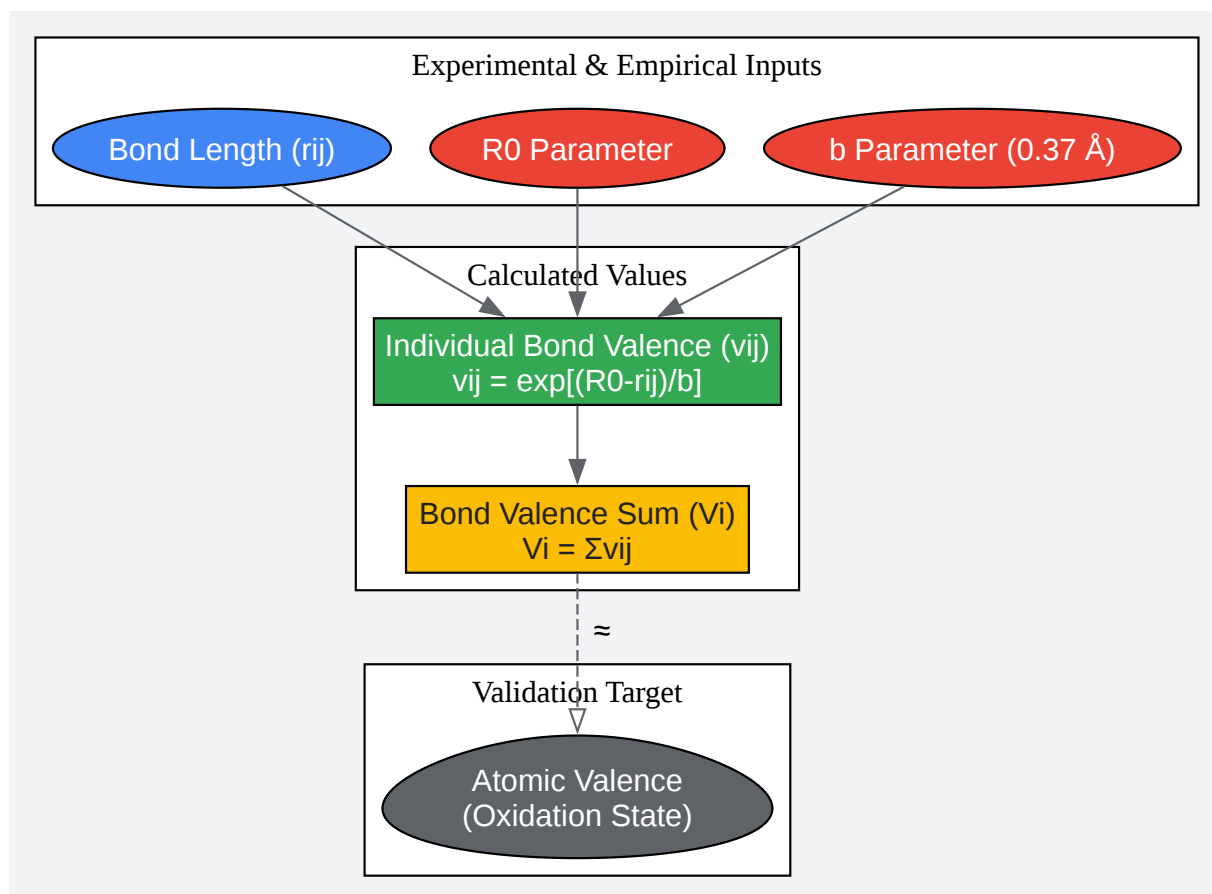 Experimental & Empirical Inputs
Bond Length (rij)
R0 Parameter
b Parameter (0.37 Å)
Calculated Values
Individual Bond Valence (vij)
vij = exp[(R0-rij)/b]
Bond Valence Sum (Vi)
Vi = Σvij
≈
Validation Target
Atomic Valence
(Oxidation State)